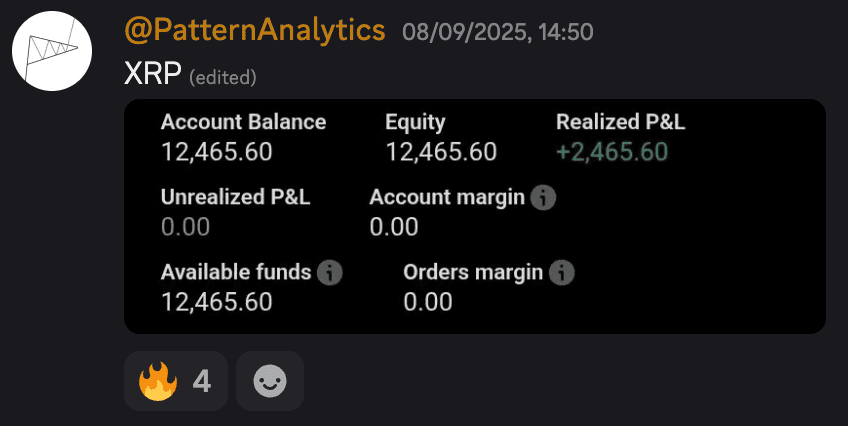 @PatternAnalytics 08/09/2025, 14:50
XRP (edited)
Account Balance Equity Realized P&L
12,465.60 12,465.60 +2,465.60
Unrealized P&L Account margin
0.00 0.00
Available funds Orders margin
12,465.60 0.00
4